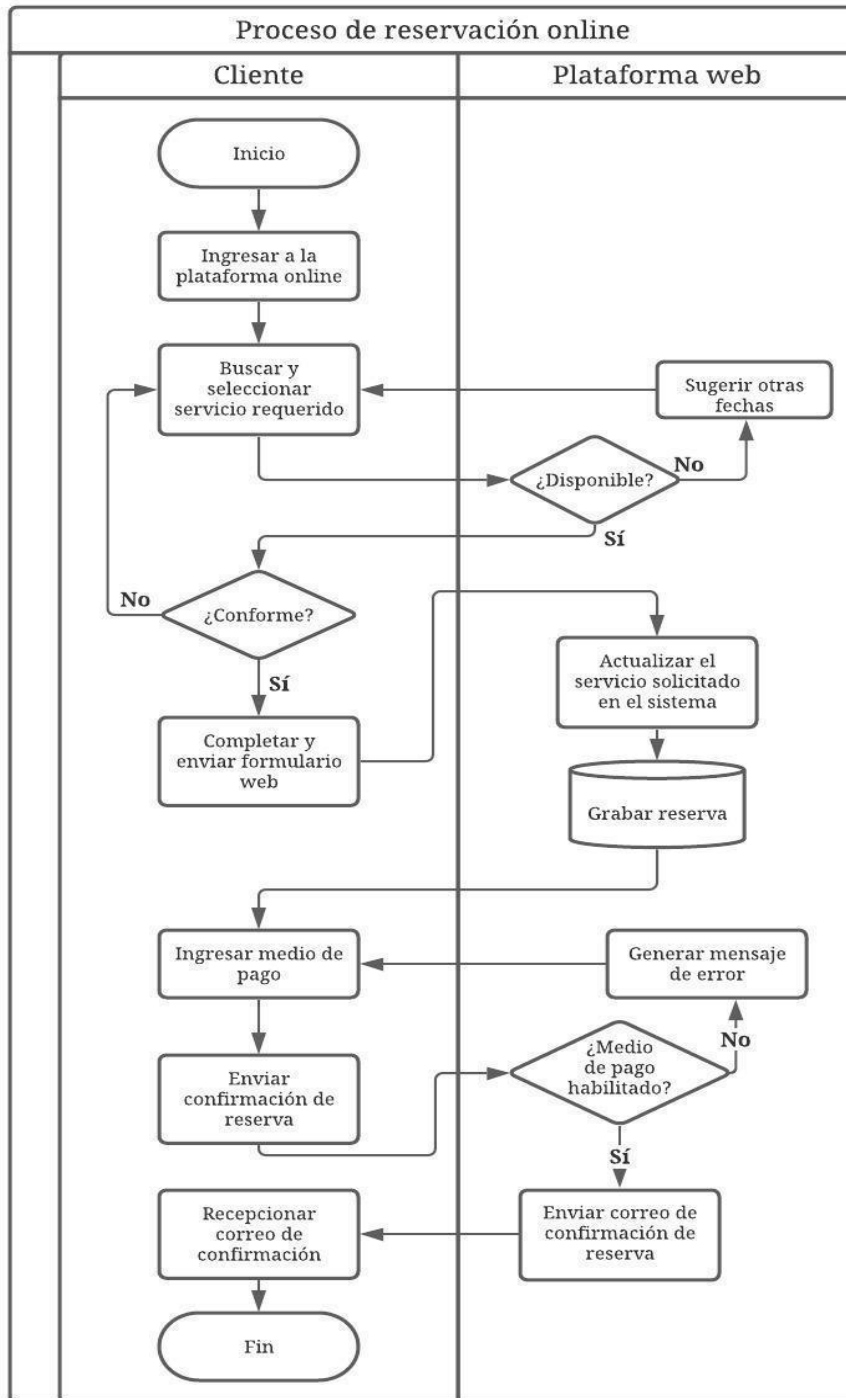 Proceso de reservación online
Cliente
Plataforma web
Inicio
Ingresar a la
plataforma online
Buscar y
seleccionar
servicio requerido
Sugerir otras
fechas
¿Disponible?
No
Sí
¿Conforme?
No
Sí
Completar y
enviar formulario
web
Actualizar el
servicio solicitado
en el sistema
Grabar reserva
Ingresar medio de
pago
Generar mensaje
de error
Enviar
confirmación de
reserva
¿Medio
de pago
habilitado?
No
Sí
Enviar correo de
confirmación de
reserva
Recepcionar
correo de
confirmación
Fin